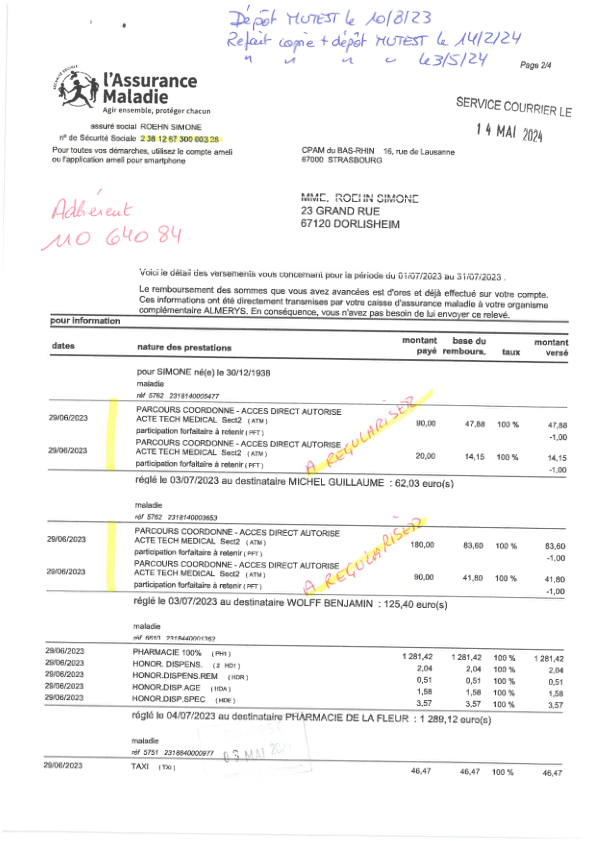 Dépôt MUTEST le 10/8/23
Refait copie + dépôt MUTEST le 14/2/24
" " " " le 3/5/24
Page 2/4
SÉCURITÉ SOCIALE
l'Assurance
Maladie
Agir ensemble, protéger chacun
SERVICE COURRIER LE
14 MAI 2024
assuré social ROEHN SIMONE
n° de Sécurité Sociale 2 38 12 67 300 003 28
Pour toutes vos démarches, utilisez le compte ameli
ou l'application ameli pour smartphone
CPAM du BAS-RHIN 16, rue de Lausanne
67000 STRASBOURG
MME. ROEHN SIMONE
23 GRAND RUE
67120 DORLISHEIM
Adhérent
110 640 84
Voici le détail des versements vous concernant pour la période du 01/07/2023 au 31/07/2023 .
Le remboursement des sommes que vous avez avancées est d'ores et déjà effectué sur votre compte.
Ces informations ont été directement transmises par votre caisse d'assurance maladie à votre organisme
complémentaire ALMERYS. En conséquence, vous n'avez pas besoin de lui envoyer ce relevé.
pour information
dates nature des prestations montant payé base du rembours. taux montant versé
pour SIMONE né(e) le 30/12/1938
maladie
réf 5762 2318140005477
29/06/2023 PARCOURS COORDONNE - ACCES DIRECT AUTORISE
ACTE TECH MEDICAL Sect2 (ATM) 90,00 47,88 100 % 47,88
participation forfaitaire à retenir (PFT) -1,00
29/06/2023 PARCOURS COORDONNE - ACCES DIRECT AUTORISE
ACTE TECH MEDICAL Sect2 (ATM) 20,00 14,15 100 % 14,15
participation forfaitaire à retenir (PFT) -1,00
A REGULARISER
réglé le 03/07/2023 au destinataire MICHEL GUILLAUME : 62,03 euro(s)
maladie
réf 5762 2318140003653
29/06/2023 PARCOURS COORDONNE - ACCES DIRECT AUTORISE
ACTE TECH MEDICAL Sect2 (ATM) 180,00 83,60 100 % 83,60
participation forfaitaire à retenir (PFT) -1,00
29/06/2023 PARCOURS COORDONNE - ACCES DIRECT AUTORISE
ACTE TECH MEDICAL Sect2 (ATM) 90,00 41,80 100 % 41,80
participation forfaitaire à retenir (PFT) -1,00
A REGULARISER
réglé le 03/07/2023 au destinataire WOLFF BENJAMIN : 125,40 euro(s)
maladie
réf 6610 2318440001362
29/06/2023 PHARMACIE 100% (PH1) 1 281,42 1 281,42 100 % 1 281,42
29/06/2023 HONOR. DISPENS. (2 HD1) 2,04 2,04 100 % 2,04
29/06/2023 HONOR.DISPENS.REM (HDR) 0,51 0,51 100 % 0,51
29/06/2023 HONOR.DISP.AGE (HDA) 1,58 1,58 100 % 1,58
29/06/2023 HONOR.DISP.SPEC (HDE) 3,57 3,57 100 % 3,57
réglé le 04/07/2023 au destinataire PHARMACIE DE LA FLEUR : 1 289,12 euro(s)
maladie
réf 5751 2318840000977
03 MAI 202
29/06/2023 TAXI (TXI) 46,47 46,47 100 % 46,47